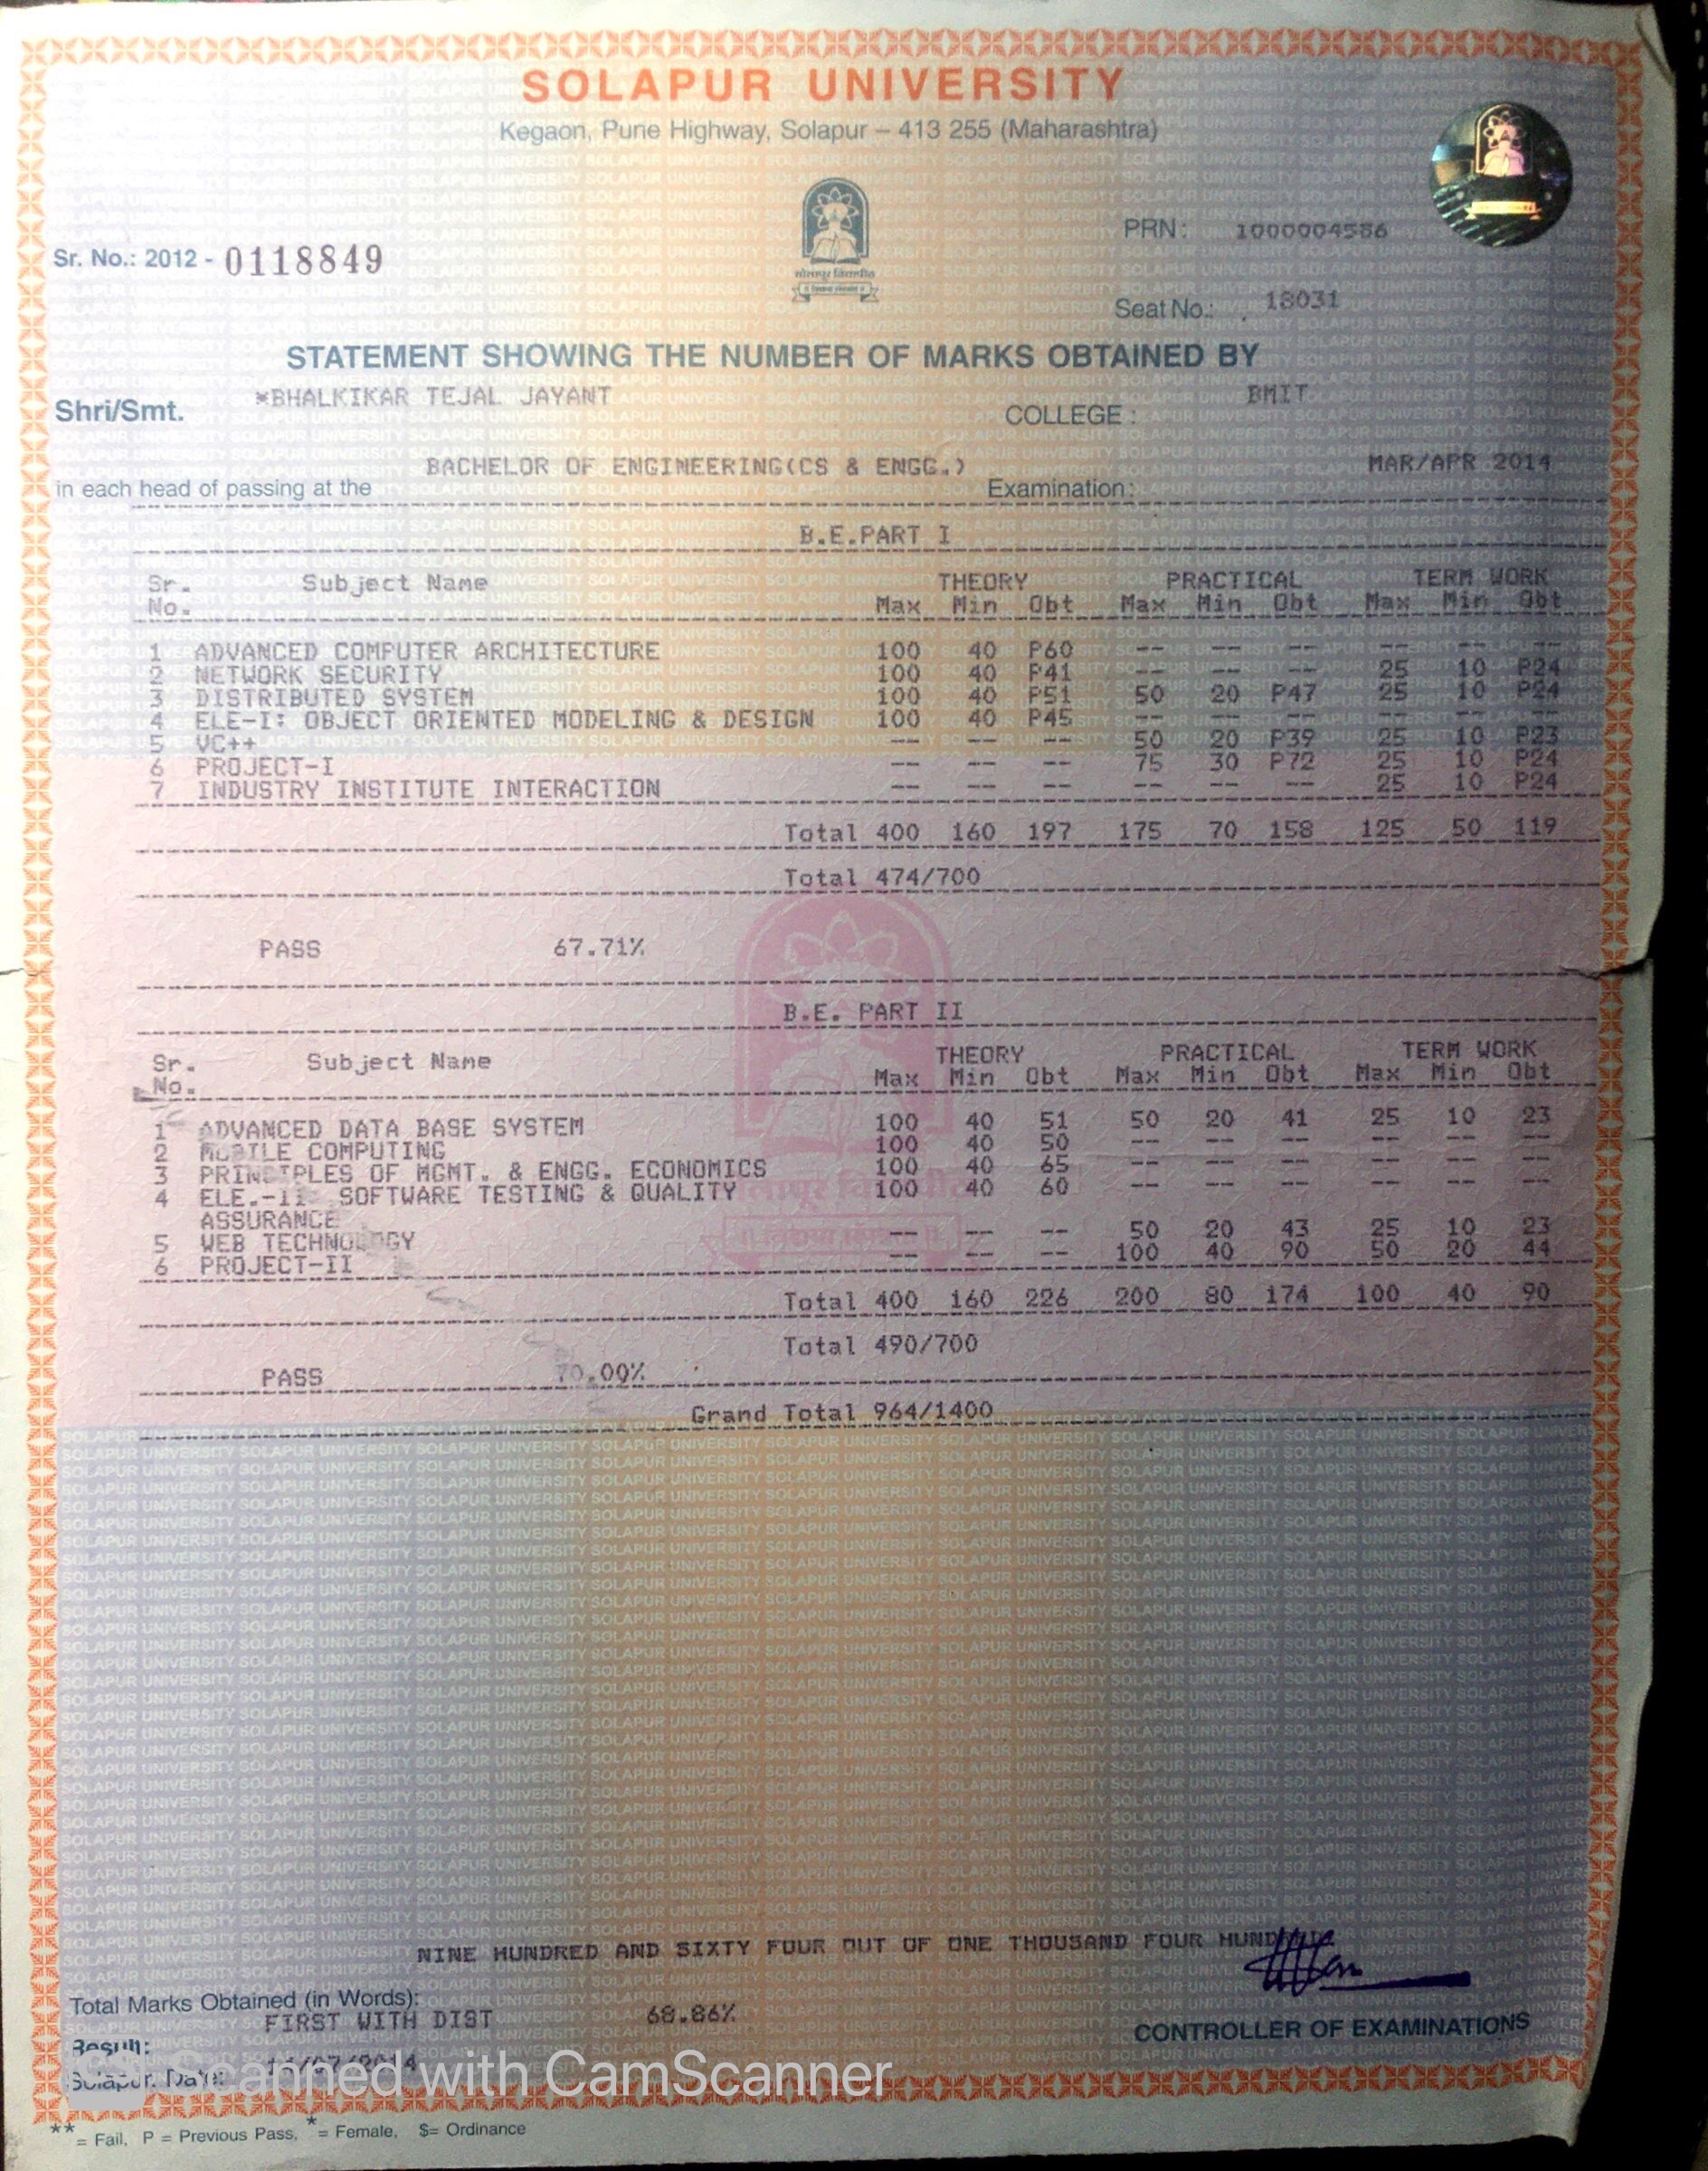 SOLAPUR UNIVERSITY
Kegaon, Pune Highway, Solapur – 413 255 (Maharashtra)
PRN: 1000004586
Sr. No.: 2012 - 0118849
Seat No.: 18031
STATEMENT SHOWING THE NUMBER OF MARKS OBTAINED BY
Shri/Smt. *BHALKIKAR TEJAL JAYANT COLLEGE : BMIT
in each head of passing at the BACHELOR OF ENGINEERING(CS & ENGG.) Examination: MAR/APR 2014
B.E.PART I
Sr. Subject Name THEORY PRACTICAL TERM WORK
No. Max Min Obt Max Min Obt Max Min Obt
1 ADVANCED COMPUTER ARCHITECTURE 100 40 P60 -- -- -- -- -- --
2 NETWORK SECURITY 100 40 P41 -- -- -- 25 10 P24
3 DISTRIBUTED SYSTEM 100 40 P51 50 20 P47 25 10 P24
4 ELE-I: OBJECT ORIENTED MODELING & DESIGN 100 40 P45 -- -- -- -- -- --
5 VC++ -- -- -- 50 20 P39 25 10 P23
6 PROJECT-I -- -- -- 75 30 P72 25 10 P24
7 INDUSTRY INSTITUTE INTERACTION -- -- -- -- -- -- 25 10 P24
Total 400 160 197 175 70 158 125 50 119
Total 474/700
PASS 67.71%
B.E. PART II
Sr. Subject Name THEORY PRACTICAL TERM WORK
No. Max Min Obt Max Min Obt Max Min Obt
1 ADVANCED DATA BASE SYSTEM 100 40 51 50 20 41 25 10 23
2 MOBILE COMPUTING 100 40 50 -- -- -- -- -- --
3 PRINCIPLES OF MGMT. & ENGG. ECONOMICS 100 40 65 -- -- -- -- -- --
4 ELE.-II: SOFTWARE TESTING & QUALITY 100 40 60 -- -- -- -- -- --
ASSURANCE
5 WEB TECHNOLOGY -- -- -- 50 20 43 25 10 23
6 PROJECT-II -- -- -- 100 40 90 50 20 44
Total 400 160 226 200 80 174 100 40 90
Total 490/700
PASS 70.00%
Grand Total 964/1400
NINE HUNDRED AND SIXTY FOUR OUT OF ONE THOUSAND FOUR HUNDRED
Total Marks Obtained (in Words):
FIRST WITH DIST 68.86%
Result:
CONTROLLER OF EXAMINATIONS
Solapur. Date: /07/2014
Scanned with CamScanner
** = Fail, P = Previous Pass, * = Female, $= Ordinance